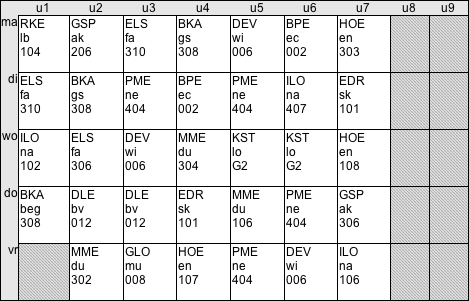 u1 u2 u3 u4 u5 u6 u7 u8 u9
ma RKE GSP ELS BKA DEV BPE HOE
lb ak fa gs wi ec en
104 206 310 308 006 002 303
di ELS BKA PME BPE PME ILO EDR
fa gs ne ec ne na sk
310 308 404 002 404 407 101
wo ILO ELS DEV MME KST KST HOE
na fa wi du lo lo en
102 306 006 304 G2 G2 108
do BKA DLE DLE EDR MME PME GSP
beg bv bv sk du ne ak
308 012 012 101 106 404 306
vr MME GLO HOE PME DEV ILO
du mu en ne wi na
302 008 107 404 006 106